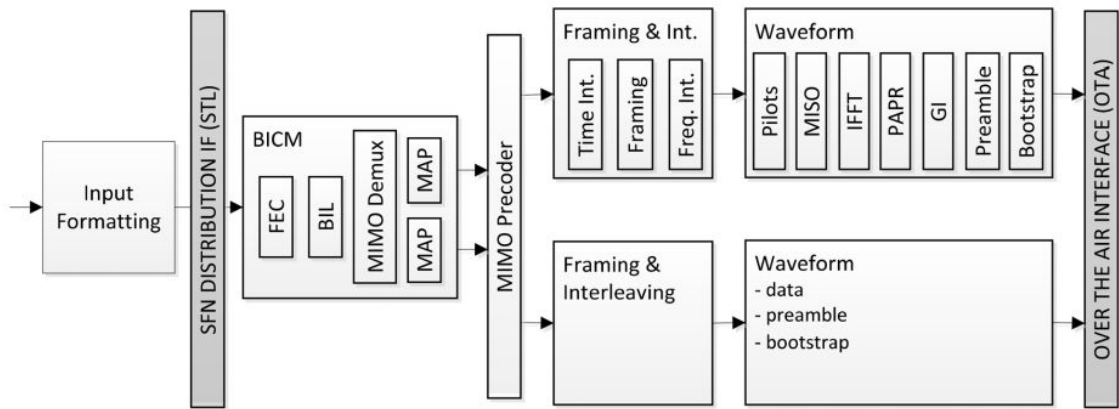 Input
Formatting
SFN DISTRIBUTION IF (STL)
BICM
FEC
BIL
MIMO Demux
MAP
MAP
MIMO Precoder
Framing & Int.
Time Int.
Framing
Freq. Int.
Waveform
Pilots
MISO
IFFT
PAPR
GI
Preamble
Bootstrap
Framing &
Interleaving
Waveform
- data
- preamble
- bootstrap
OVER THE AIR INTERFACE (OTA)